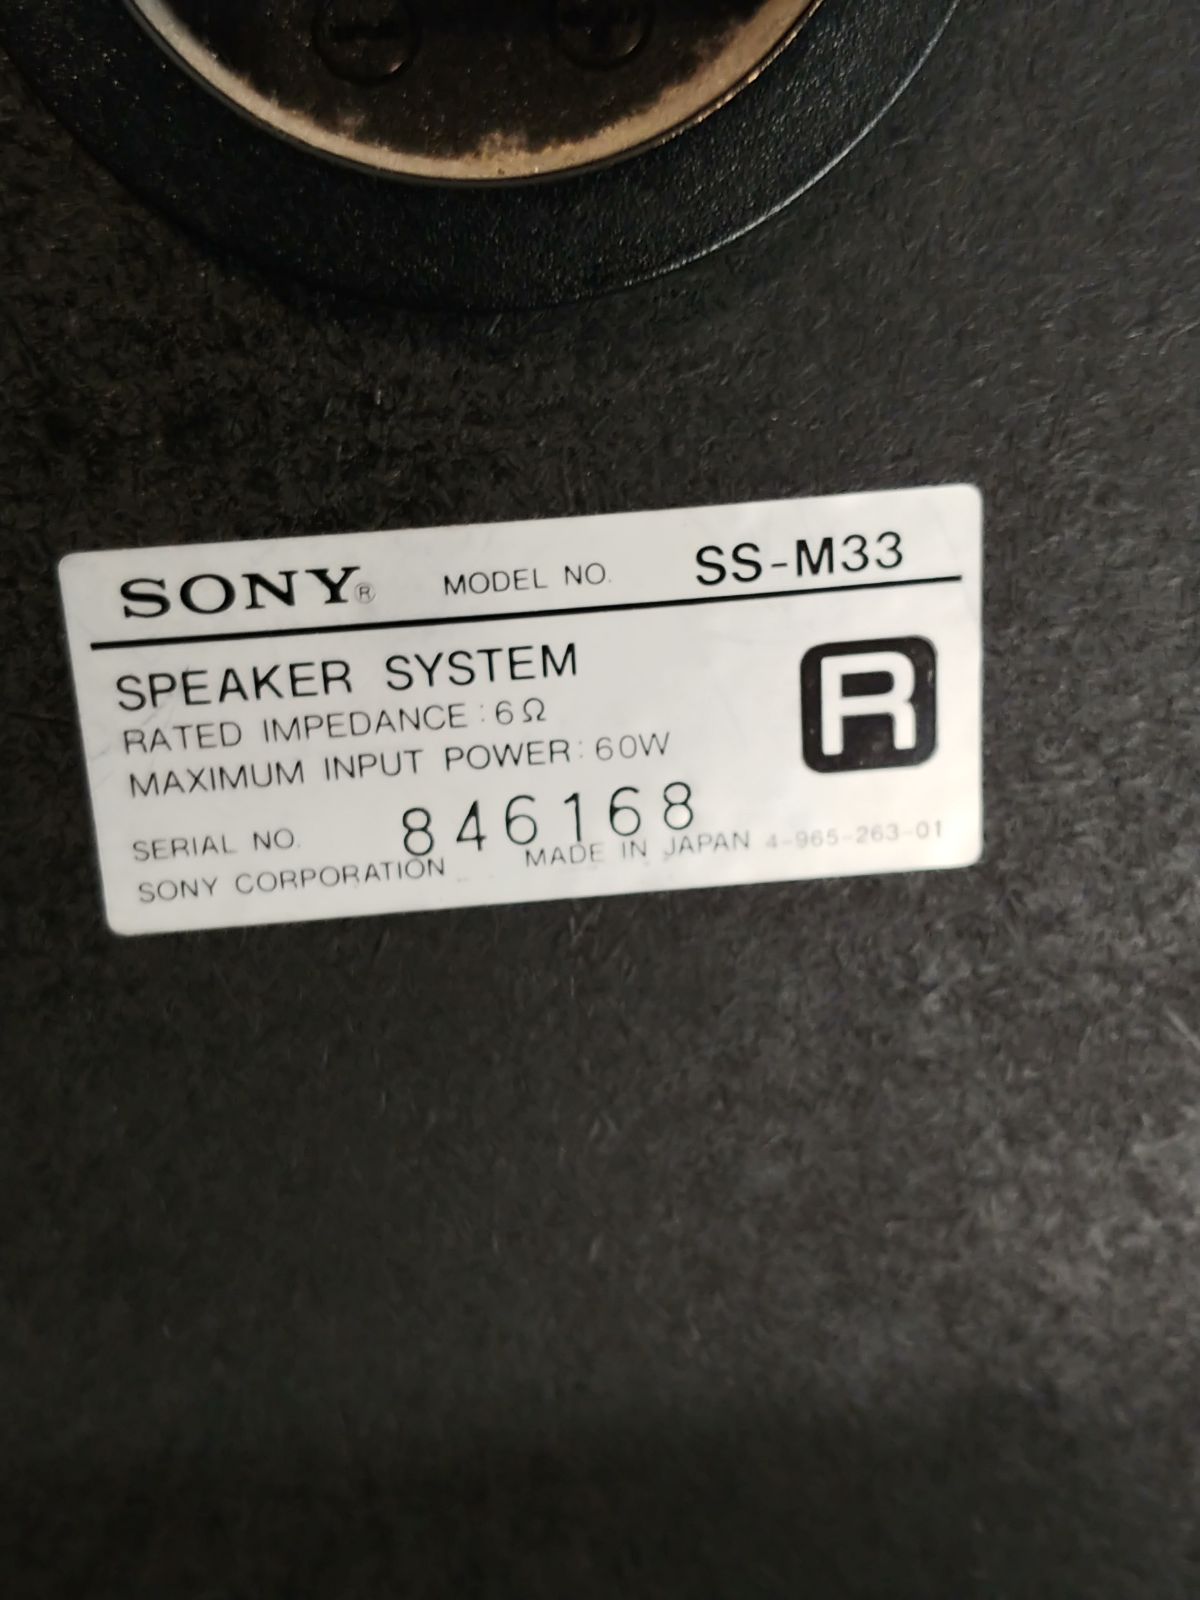 SONY® MODEL NO. SS-M33
SPEAKER SYSTEM
RATED IMPEDANCE : 6Ω
MAXIMUM INPUT POWER: 60W
R
SERIAL NO. 846168
SONY CORPORATION MADE IN JAPAN 4-965-263-01